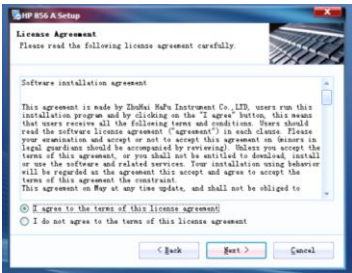 HP 856 A Setup
License Agreement
Please read the following license agreement carefully.
Software installation agreement
This agreement is made by ZhuHai HaPu Instrument Co.,LTD, users run this
installation program and by clicking on the "I agree" button, this means
that users receive all the following terms and conditions. Users should
read the software license agreement ("agreement") in each clause. Please
your examination and accept or not to accept this agreement on (minors in
legal guardians should be accompanied by reviewing). Unless you accept the
terms of this agreement, or you shall not be entitled to download, install
or use the software and related services. Your installation using behavior
will be regarded as the agreement this accept and agree to accept the
terms of this agreement the constraint.
This agreement on May at any time update, and shall not be obliged to
I agree to the terms of this license agreement
I do not agree to the terms of this license agreement
< Back
Next >
Cancel